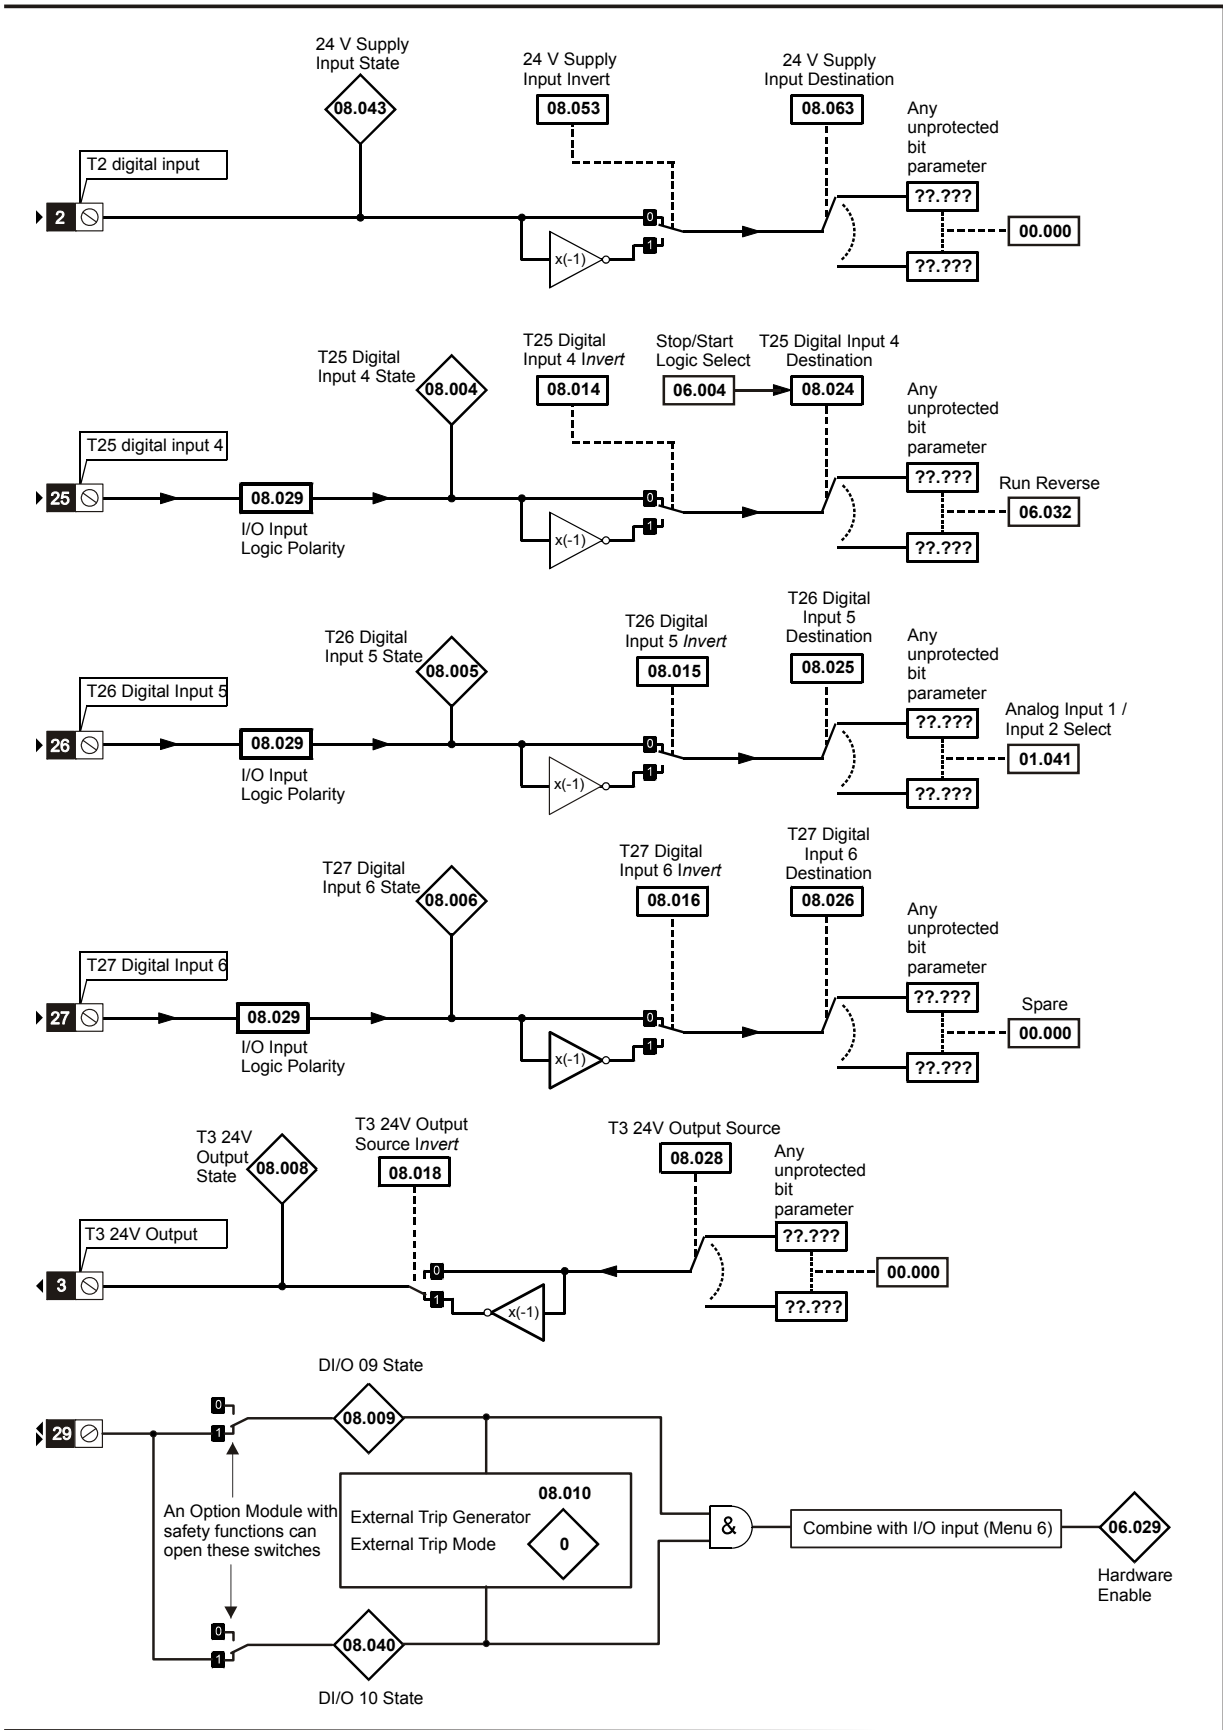 24 V Supply
Input State
08.043
24 V Supply
Input Invert
08.053
24 V Supply
Input Destination
08.063
Any
unprotected
bit
parameter
T2 digital input
2
0
1
x(-1)
??.???
??.???
00.000
T25 Digital
Input 4 State
08.004
T25 Digital
Input 4 Invert
08.014
Stop/Start
Logic Select
06.004
T25 Digital Input 4
Destination
08.024
Any
unprotected
bit
parameter
T25 digital input 4
25
08.029
I/O Input
Logic Polarity
0
1
x(-1)
??.???
??.???
Run Reverse
06.032
T26 Digital
Input 5 State
08.005
T26 Digital
Input 5 Invert
08.015
T26 Digital
Input 5
Destination
08.025
Any
unprotected
bit
parameter
T26 Digital Input 5
26
08.029
I/O Input
Logic Polarity
0
1
x(-1)
??.???
??.???
Analog Input 1 /
Input 2 Select
01.041
T27 Digital
Input 6 State
08.006
T27 Digital
Input 6 Invert
08.016
T27 Digital
Input 6
Destination
08.026
Any
unprotected
bit
parameter
T27 Digital Input 6
27
08.029
I/O Input
Logic Polarity
0
1
x(-1)
??.???
??.???
Spare
00.000
T3 24V
Output
State
08.008
T3 24V Output
Source Invert
08.018
T3 24V Output Source
08.028
Any
unprotected
bit
parameter
T3 24V Output
3
0
1
x(-1)
??.???
??.???
00.000
DI/O 09 State
0
1
08.009
29
An Option Module with
safety functions can
open these switches
08.010
External Trip Generator
External Trip Mode
0
&
Combine with I/O input (Menu 6)
06.029
Hardware
Enable
0
1
08.040
DI/O 10 State